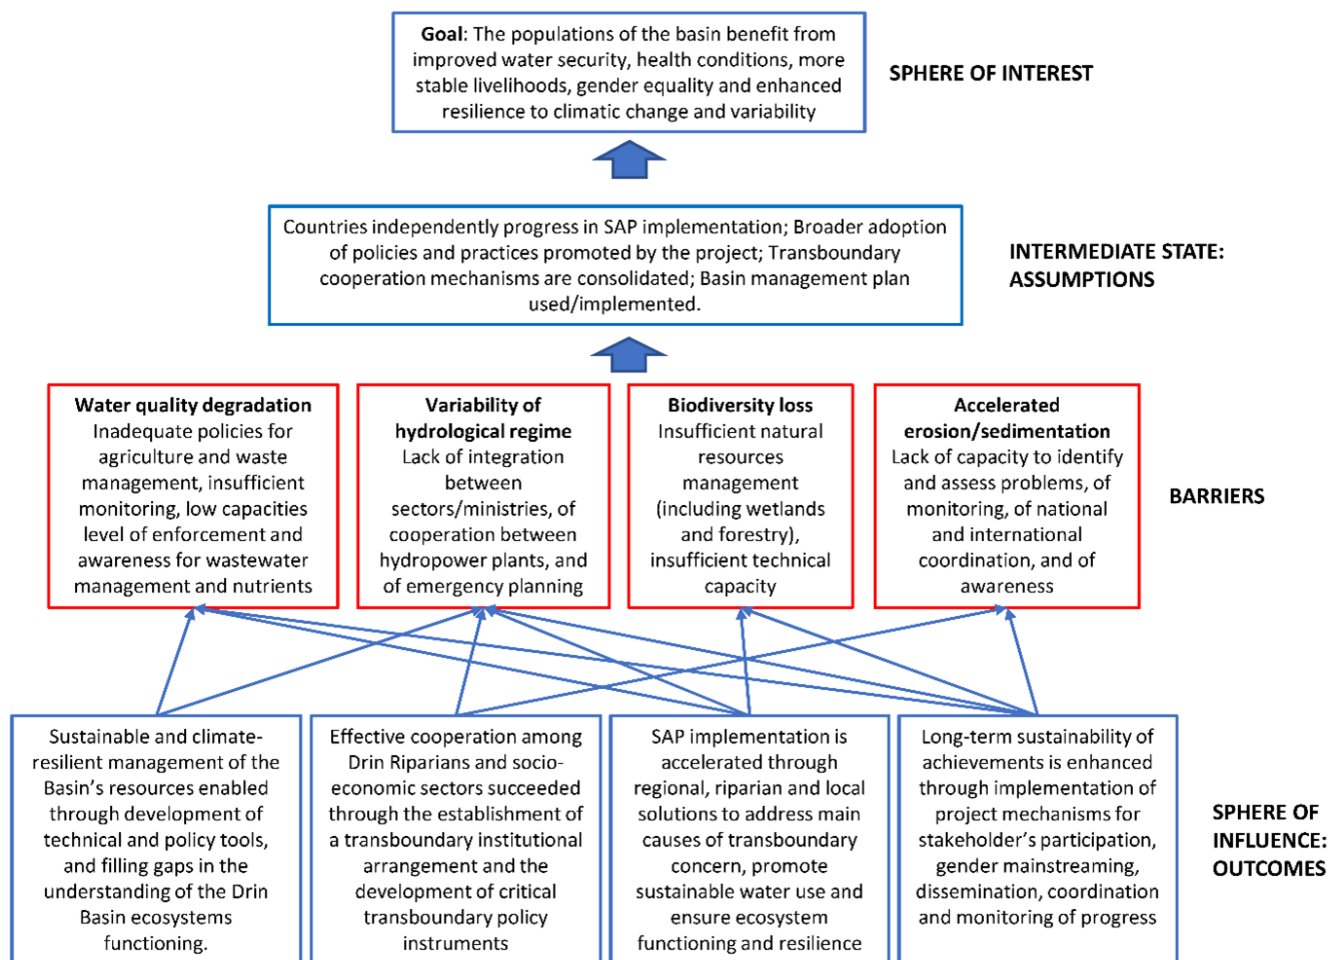 Goal: The populations of the basin benefit from
improved water security, health conditions, more
stable livelihoods, gender equality and enhanced
resilience to climatic change and variability
SPHERE OF INTEREST
Countries independently progress in SAP implementation; Broader adoption
of policies and practices promoted by the project; Transboundary
cooperation mechanisms are consolidated; Basin management plan
used/implemented.
INTERMEDIATE STATE:
ASSUMPTIONS
Water quality degradation
Inadequate policies for
agriculture and waste
management, insufficient
monitoring, low capacities
level of enforcement and
awareness for wastewater
management and nutrients
Variability of
hydrological regime
Lack of integration
between
sectors/ministries, of
cooperation between
hydropower plants, and
of emergency planning
Biodiversity loss
Insufficient natural
resources
management
(including wetlands
and forestry),
insufficient technical
capacity
Accelerated
erosion/sedimentation
Lack of capacity to identify
and assess problems, of
monitoring, of national
and international
coordination, and of
awareness
BARRIERS
Sustainable and climate-
resilient management of the
Basin's resources enabled
through development of
technical and policy tools,
and filling gaps in the
understanding of the Drin
Basin ecosystems
functioning.
Effective cooperation among
Drin Riparians and socio-
economic sectors succeeded
through the establishment of
a transboundary institutional
arrangement and the
development of critical
transboundary policy
instruments
SAP implementation is
accelerated through
regional, riparian and local
solutions to address main
causes of transboundary
concern, promote
sustainable water use and
ensure ecosystem
functioning and resilience
Long-term sustainability of
achievements is enhanced
through implementation of
project mechanisms for
stakeholder's participation,
gender mainstreaming,
dissemination, coordination
and monitoring of progress
SPHERE OF
INFLUENCE:
OUTCOMES